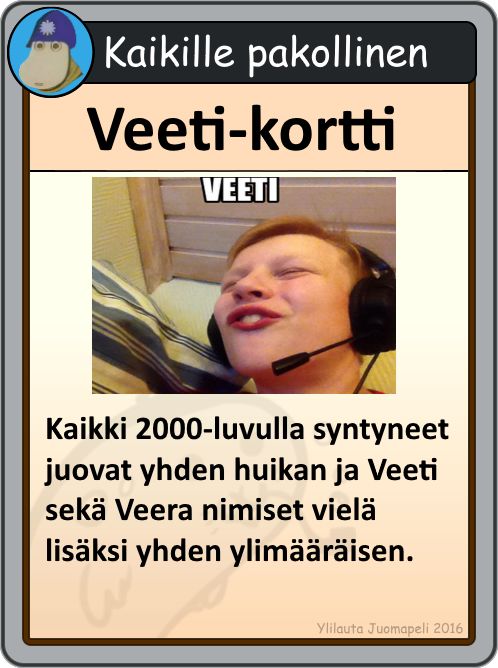 Kaikille pakollinen
Veeti-kortti
VEETI
Kaikki 2000-luvulla syntyneet
juovat yhden huikan ja Veeti
sekä Veera nimiset vielä
lisäksi yhden ylimääräisen.
Ylilauta Juomapeli 2016